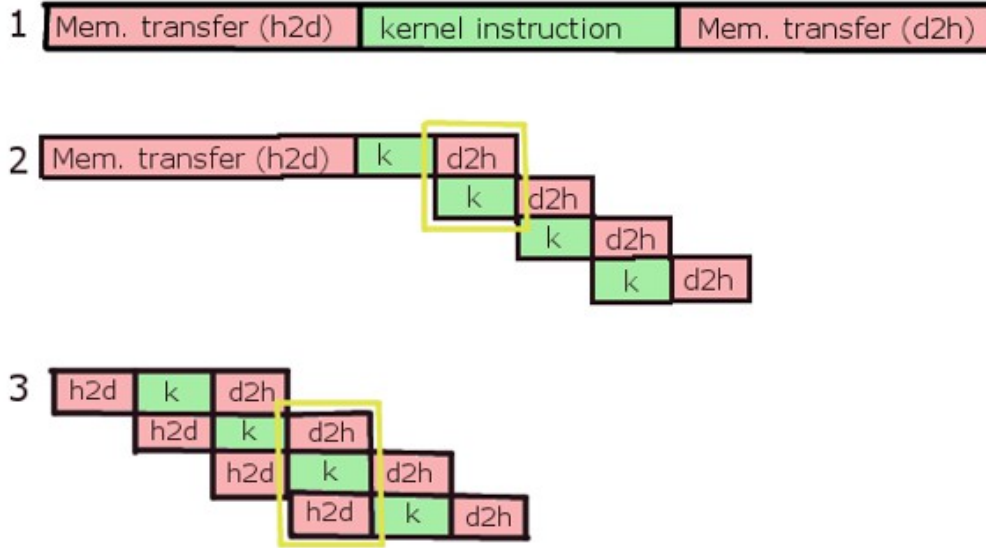 1 Mem. transfer (h2d) kernel instruction Mem. transfer (d2h)
2 Mem. transfer (h2d) k d2h
k d2h
k d2h
k d2h
3 h2d k d2h
h2d k d2h
h2d k d2h
h2d k d2h